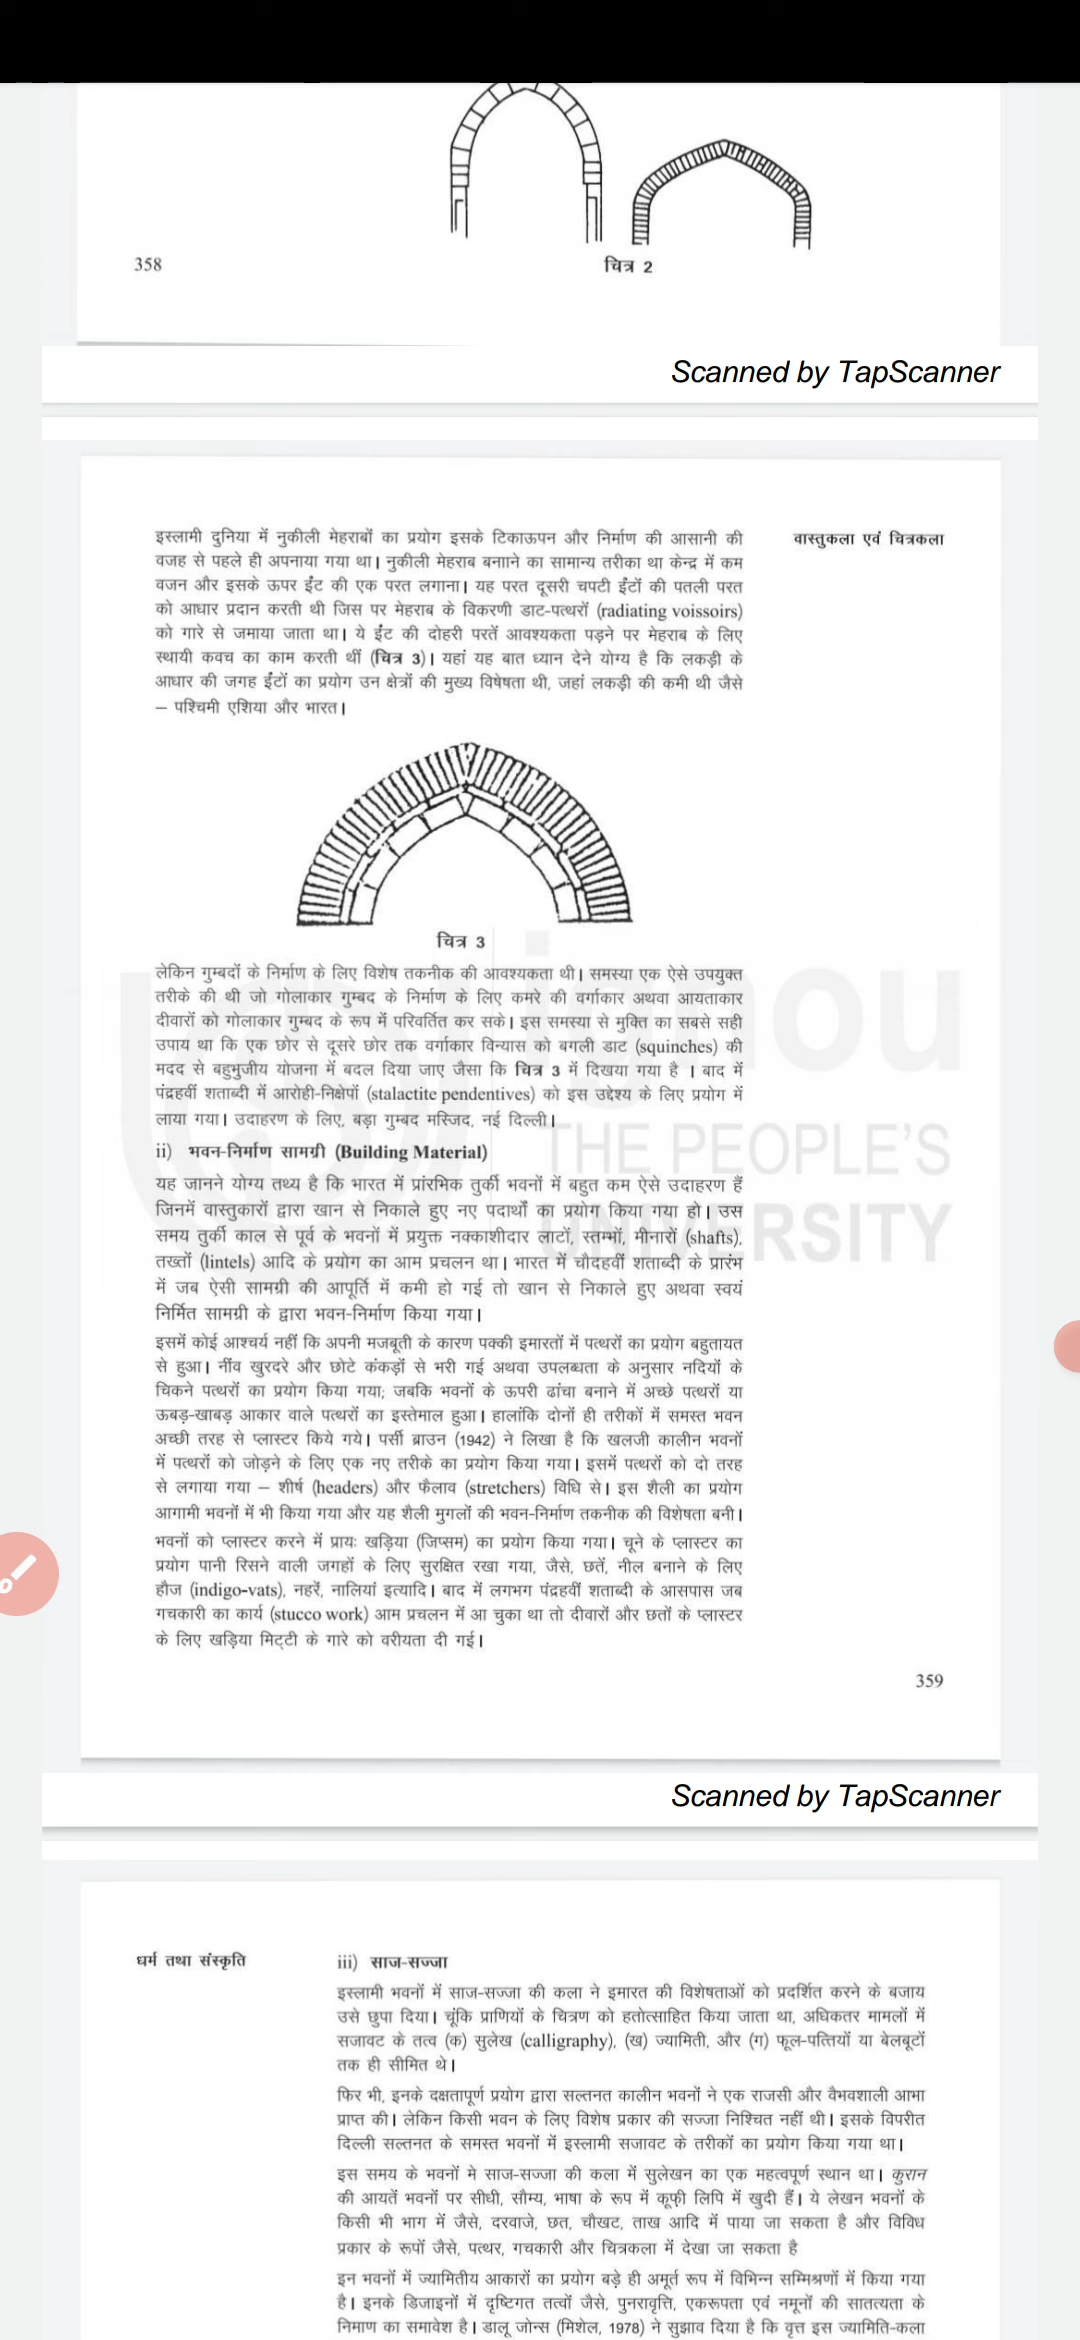 358
चित्र 2
Scanned by TapScanner
इस्लामी दुनिया में नुकीली मेहराबों का प्रयोग इसके टिकाऊपन और निर्माण की आसानी की
वजह से पहले ही अपनाया गया था। नुकीली मेहराब बनााने का सामान्य तरीका था केन्द्र में कम
वजन और इसके ऊपर ईंट की एक परत लगाना। यह परत दूसरी चपटी ईंटों की पतली परत
को आधार प्रदान करती थी जिस पर मेहराब के विकरणी डाट-पत्थरों (radiating voissoirs)
को गारे से जमाया जाता था। ये ईंट की दोहरी परतें आवश्यकता पड़ने पर मेहराब के लिए
स्थायी कवच का काम करती थीं (चित्र 3)। यहां यह बात ध्यान देने योग्य है कि लकड़ी के
आधार की जगह ईंटों का प्रयोग उन क्षेत्रों की मुख्य विषेषता थी, जहां लकड़ी की कमी थी जैसे
– पश्चिमी एशिया और भारत।
वास्तुकला एवं चित्रकला
चित्र 3
लेकिन गुम्बदों के निर्माण के लिए विशेष तकनीक की आवश्यकता थी। समस्या एक ऐसे उपयुक्त
तरीके की थी जो गोलाकार गुम्बद के निर्माण के लिए कमरे की वर्गाकार अथवा आयताकार
दीवारों को गोलाकार गुम्बद के रूप में परिवर्तित कर सके। इस समस्या से मुक्ति का सबसे सही
उपाय था कि एक छोर से दूसरे छोर तक वर्गाकार विन्यास को बगली डाट (squinches) की
मदद से बहुभुजीय योजना में बदल दिया जाए जैसा कि चित्र 3 में दिखया गया है । बाद में
पंद्रहवीं शताब्दी में आरोही-निक्षेपों (stalactite pendentives) को इस उद्देश्य के लिए प्रयोग में
लाया गया। उदाहरण के लिए, बड़ा गुम्बद मस्जिद, नई दिल्ली।
ignou
THE PEOPLE'S
UNIVERSITY
ii) भवन-निर्माण सामग्री (Building Material)
यह जानने योग्य तथ्य है कि भारत में प्रांरभिक तुर्की भवनों में बहुत कम ऐसे उदाहरण हैं
जिनमें वास्तुकारों द्वारा खान से निकाले हुए नए पदार्थों का प्रयोग किया गया हो। उस
समय तुर्की काल से पूर्व के भवनों में प्रयुक्त नक्काशीदार लाटों, स्तम्भों, मीनारों (shafts),
तख्तों (lintels) आदि के प्रयोग का आम प्रचलन था। भारत में चौदहवीं शताब्दी के प्रारंभ
में जब ऐसी सामग्री की आपूर्ति में कमी हो गई तो खान से निकाले हुए अथवा स्वयं
निर्मित सामग्री के द्वारा भवन-निर्माण किया गया।
इसमें कोई आश्चर्य नहीं कि अपनी मजबूती के कारण पक्की इमारतों में पत्थरों का प्रयोग बहुतायत
से हुआ। नींव खुरदरे और छोटे कंकड़ों से भरी गई अथवा उपलब्धता के अनुसार नदियों के
चिकने पत्थरों का प्रयोग किया गया; जबकि भवनों के ऊपरी ढांचा बनाने में अच्छे पत्थरों या
ऊबड़-खाबड़ आकार वाले पत्थरों का इस्तेमाल हुआ। हालांकि दोनों ही तरीकों में समस्त भवन
अच्छी तरह से प्लास्टर किये गये। पर्सी ब्राउन (1942) ने लिखा है कि खलजी कालीन भवनों
में पत्थरों को जोड़ने के लिए एक नए तरीके का प्रयोग किया गया। इसमें पत्थरों को दो तरह
से लगाया गया – शीर्ष (headers) और फैलाव (stretchers) विधि से। इस शैली का प्रयोग
आगामी भवनों में भी किया गया और यह शैली मुगलों की भवन-निर्माण तकनीक की विशेषता बनी।
भवनों को प्लास्टर करने में प्रायः खड़िया (जिप्सम) का प्रयोग किया गया। चूने के प्लास्टर का
प्रयोग पानी रिसने वाली जगहों के लिए सुरक्षित रखा गया, जैसे, छतें, नील बनाने के लिए
हौज (indigo-vats), नहरें, नालियां इत्यादि। बाद में लगभग पंद्रहवीं शताब्दी के आसपास जब
गचकारी का कार्य (stucco work) आम प्रचलन में आ चुका था तो दीवारों और छतों के प्लास्टर
के लिए खड़िया मिट्टी के गारे को वरीयता दी गई।
359
Scanned by TapScanner
धर्म तथा संस्कृति
iii) साज-सज्जा
इस्लामी भवनों में साज-सज्जा की कला ने इमारत की विशेषताओं को प्रदर्शित करने के बजाय
उसे छुपा दिया। चूंकि प्राणियों के चित्रण को हतोत्साहित किया जाता था, अधिकतर मामलों में
सजावट के तत्व (क) सुलेख (calligraphy), (ख) ज्यामिती, और (ग) फूल-पत्तियों या बेलबूटों
तक ही सीमित थे।
फिर भी, इनके दक्षतापूर्ण प्रयोग द्वारा सल्तनत कालीन भवनों ने एक राजसी और वैभवशाली आभा
प्राप्त की। लेकिन किसी भवन के लिए विशेष प्रकार की सज्जा निश्चित नहीं थी। इसके विपरीत
दिल्ली सल्तनत के समस्त भवनों में इस्लामी सजावट के तरीकों का प्रयोग किया गया था।
इस समय के भवनों मे साज-सज्जा की कला में सुलेखन का एक महत्वपूर्ण स्थान था। कुरान
की आयतें भवनों पर सीधी, सौम्य, भाषा के रूप में कूफ़ी लिपि में खुदी हैं। ये लेखन भवनों के
किसी भी भाग में जैसे, दरवाजे, छत, चौखट, ताख आदि में पाया जा सकता है और विविध
प्रकार के रूपों जैसे, पत्थर, गचकारी और चित्रकला में देखा जा सकता है
इन भवनों में ज्यामितीय आकारों का प्रयोग बड़े ही अमूर्त रूप में विभिन्न सम्मिश्रणों में किया गया
है। इनके डिजाइनों में दृष्टिगत तत्वों जैसे, पुनरावृत्ति, एकरूपता एवं नमूनों की सातत्यता के
निमाण का समावेश है। डालू जोन्स (मिशेल, 1978) ने सुझाव दिया है कि वृत्त इस ज्यामिति-कला